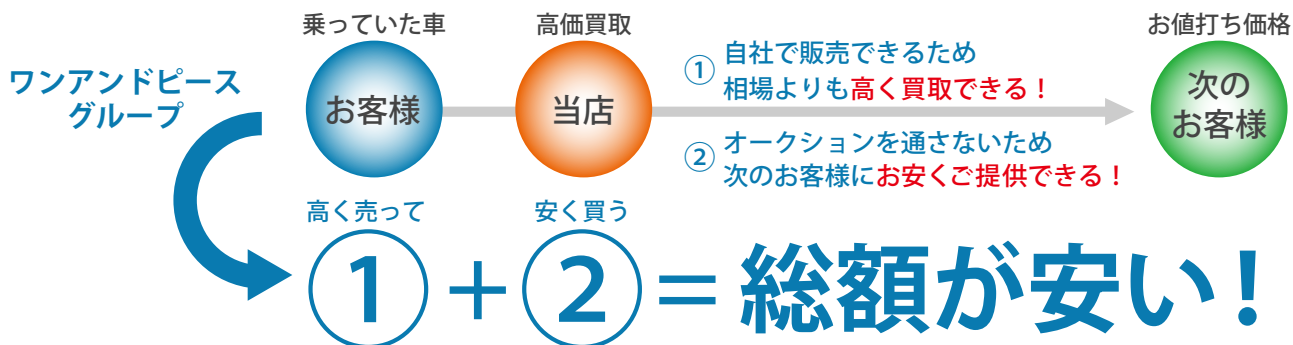 乗っていた車
高価買取
お値打ち価格
ワンアンドピース
グループ
お客様
当店
① 自社で販売できるため
相場よりも高く買取できる！
② オークションを通さないため
次のお客様にお安くご提供できる！
次の
お客様
高く売って
安く買う
① + ② = 総額が安い！